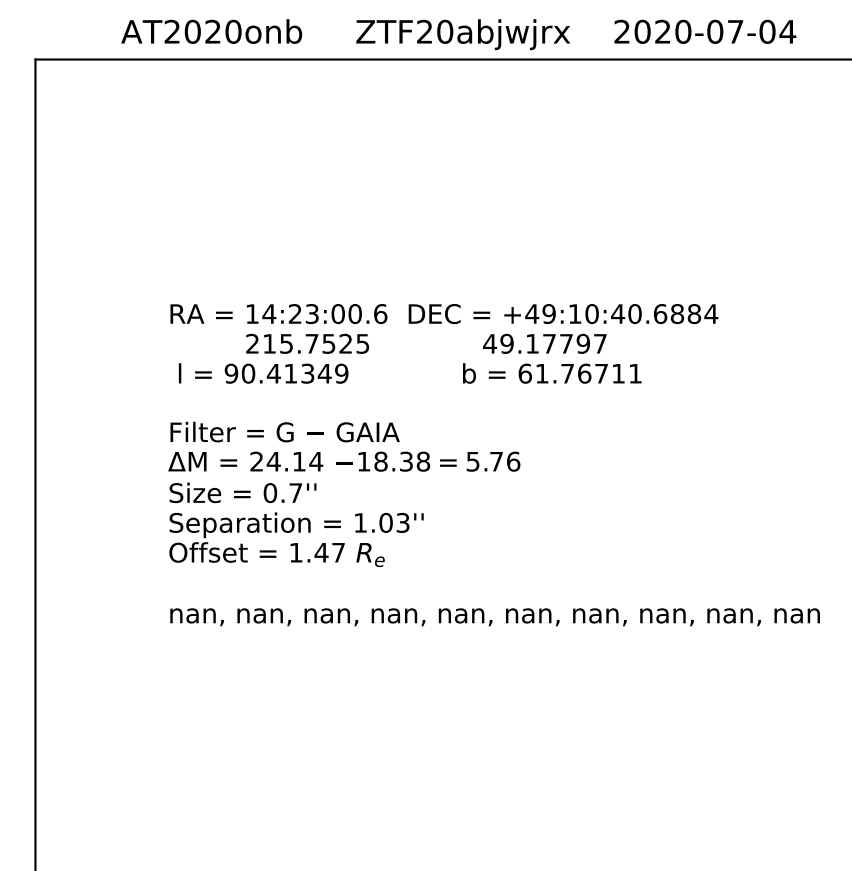 AT2020onb ZTF20abjwjrx 2020-07-04
RA = 14:23:00.6 DEC = +49:10:40.6884
215.7525 49.17797
l = 90.41349 b = 61.76711
Filter = G − GAIA
ΔM = 24.14 −18.38 = 5.76
Size = 0.7''
Separation = 1.03''
Offset = 1.47 Rₑ
nan, nan, nan, nan, nan, nan, nan, nan, nan, nan